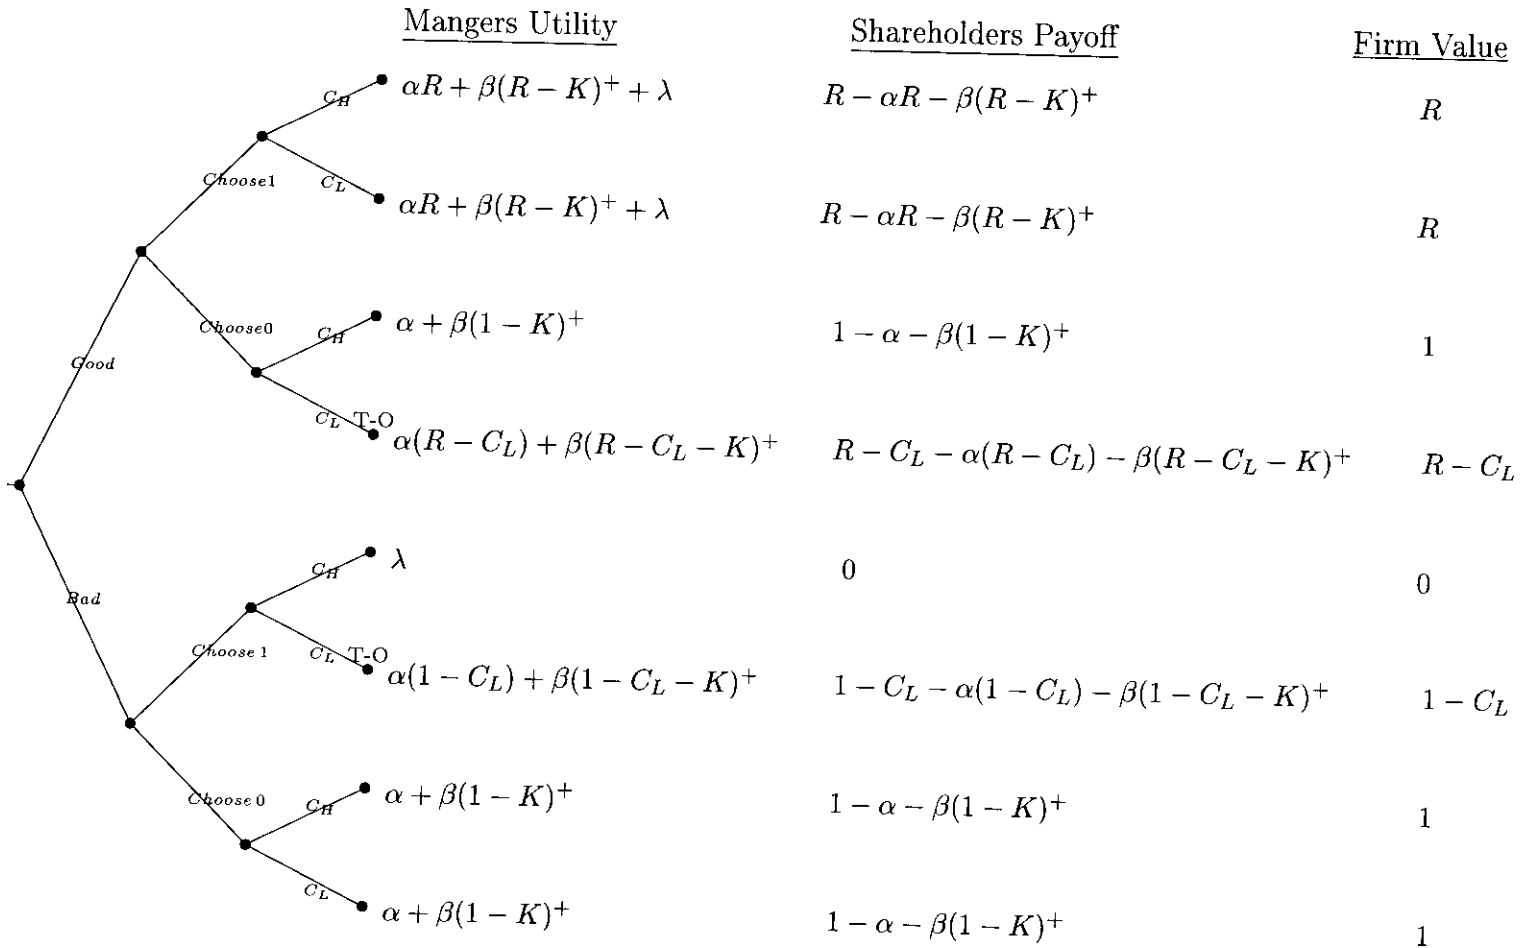 Mangers Utility Shareholders Payoff Firm Value
C_H αR + β(R − K)⁺ + λ R − αR − β(R − K)⁺ R
Choose1
C_L αR + β(R − K)⁺ + λ R − αR − β(R − K)⁺ R
Choose0
C_H α + β(1 − K)⁺ 1 − α − β(1 − K)⁺ 1
Good
C_L T-O α(R − C_L) + β(R − C_L − K)⁺ R − C_L − α(R − C_L) − β(R − C_L − K)⁺ R − C_L
C_H λ 0 0
Bad
Choose 1
C_L T-O α(1 − C_L) + β(1 − C_L − K)⁺ 1 − C_L − α(1 − C_L) − β(1 − C_L − K)⁺ 1 − C_L
Choose 0
C_H α + β(1 − K)⁺ 1 − α − β(1 − K)⁺ 1
C_L α + β(1 − K)⁺ 1 − α − β(1 − K)⁺ 1